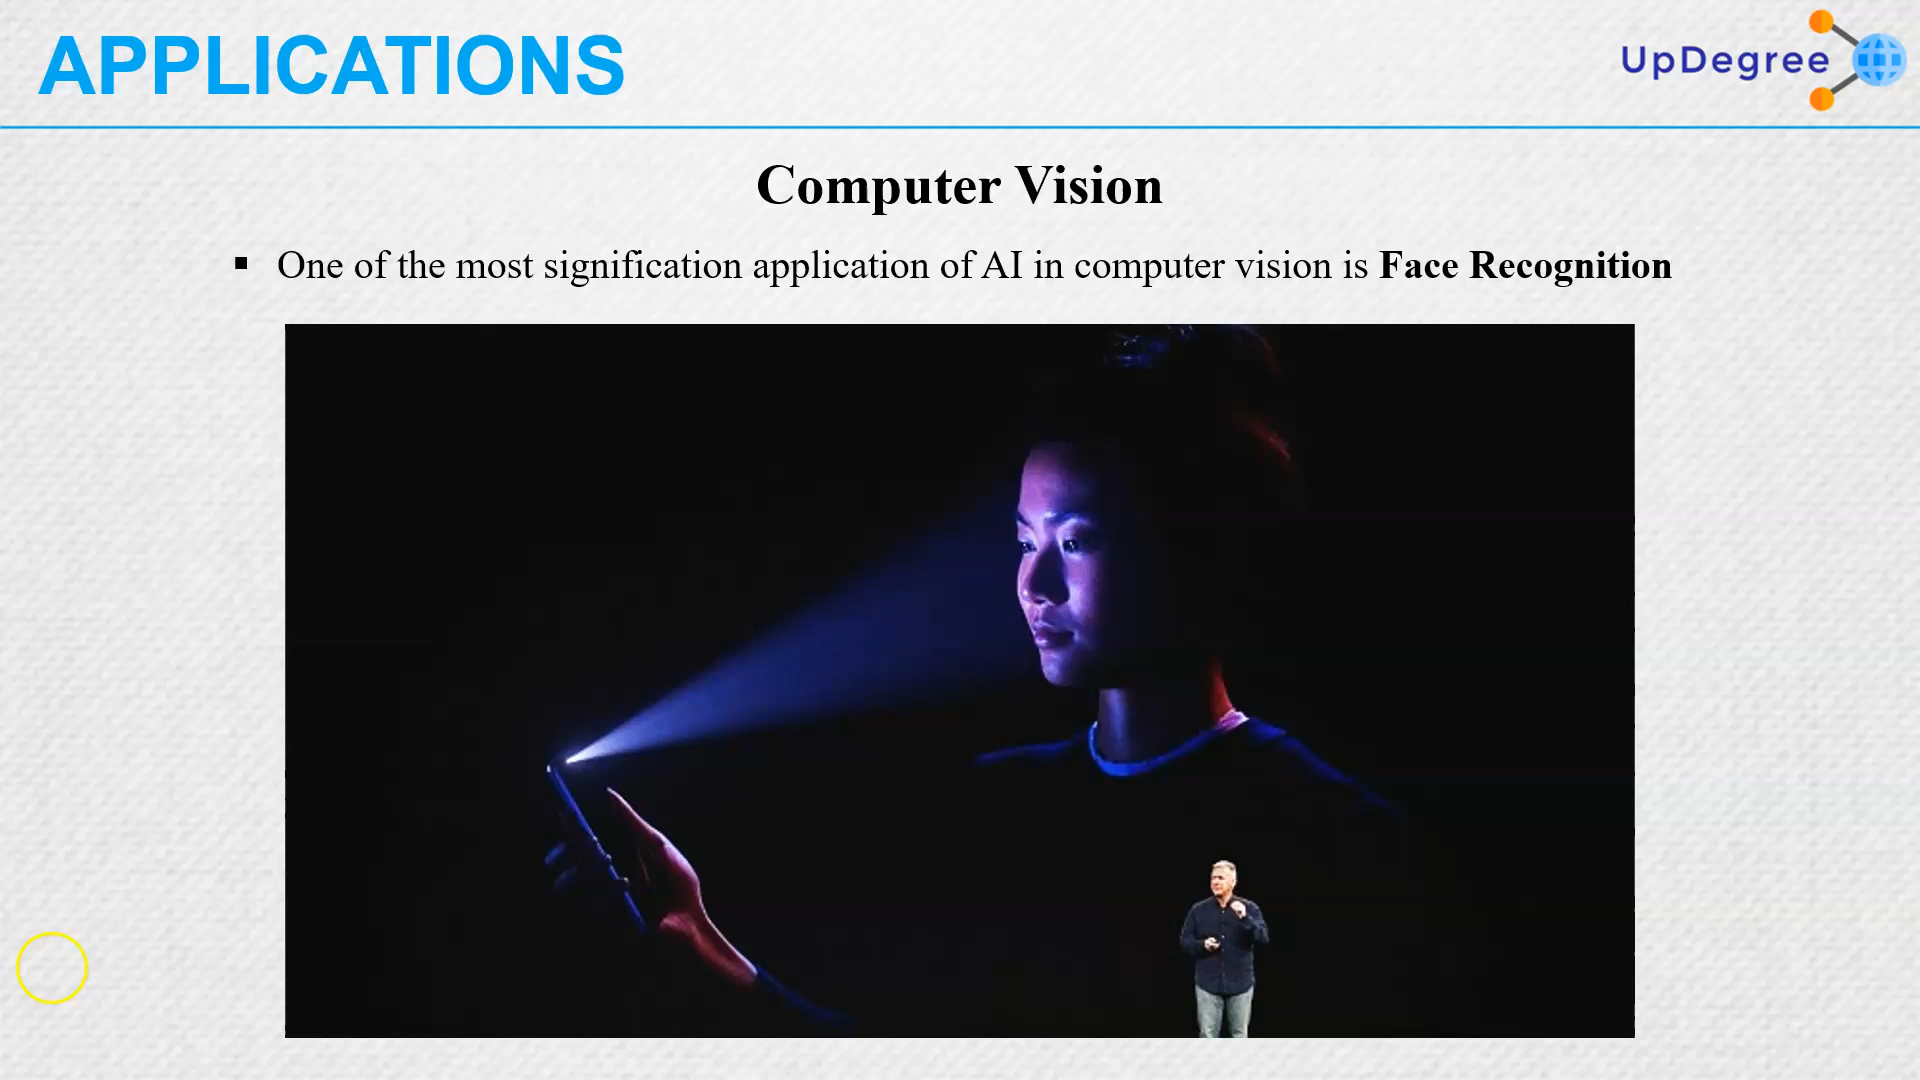 APPLICATIONS
UpDegree
Computer Vision
▪ One of the most signification application of AI in computer vision is Face Recognition